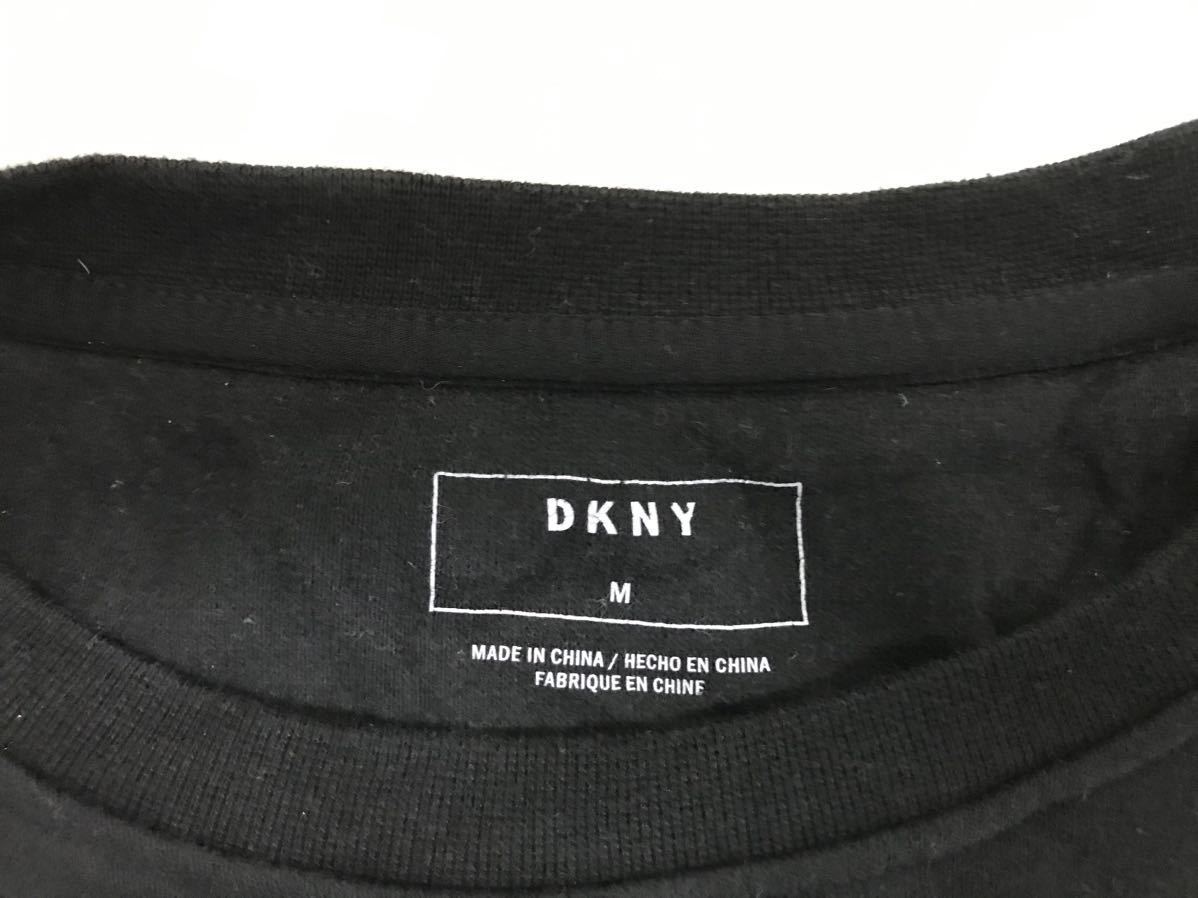 DKNY
M
MADE IN CHINA / HECHO EN CHINA
FABRIQUE EN CHINE